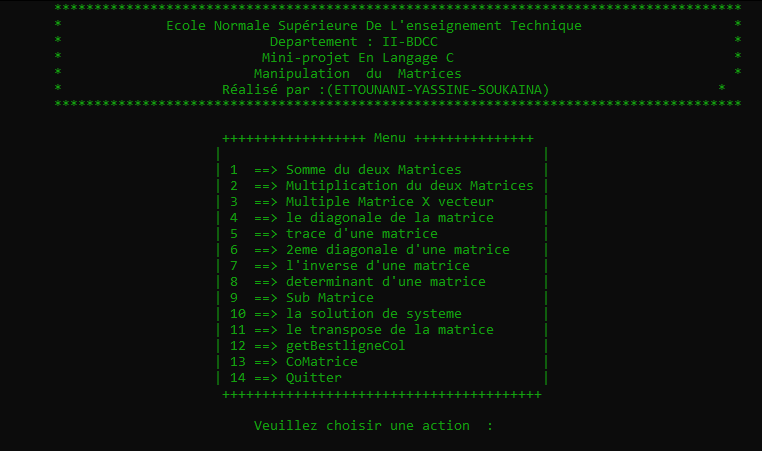 **************************************************************************************
* Ecole Normale Supérieure De L'enseignement Technique *
* Departement : II-BDCC *
* Mini-projet En Langage C *
* Manipulation du Matrices *
* Réalisé par :(ETTOUNANI-YASSINE-SOUKAINA) *
**************************************************************************************
++++++++++++++++++ Menu +++++++++++++++
| |
| 1 ==> Somme du deux Matrices |
| 2 ==> Multiplication du deux Matrices |
| 3 ==> Multiple Matrice X vecteur |
| 4 ==> le diagonale de la matrice |
| 5 ==> trace d'une matrice |
| 6 ==> 2eme diagonale d'une matrice |
| 7 ==> l'inverse d'une matrice |
| 8 ==> determinant d'une matrice |
| 9 ==> Sub Matrice |
| 10 ==> la solution de systeme |
| 11 ==> le transpose de la matrice |
| 12 ==> getBestligneCol |
| 13 ==> CoMatrice |
| 14 ==> Quitter |
++++++++++++++++++++++++++++++++++++++++
Veuillez choisir une action :